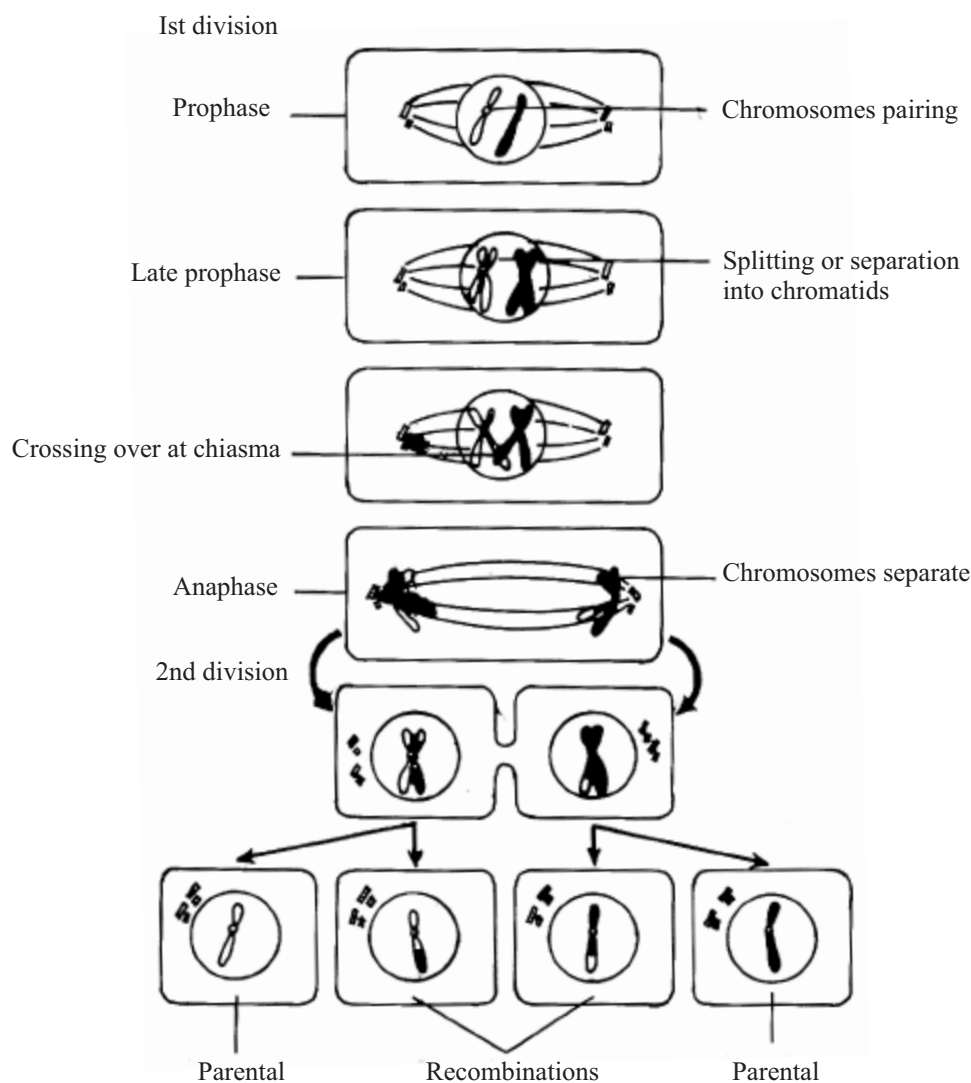 Ist division
Prophase
Chromosomes pairing
Late prophase
Splitting or separation
into chromatids
Crossing over at chiasma
Anaphase
Chromosomes separate
2nd division
Parental
Recombinations
Parental